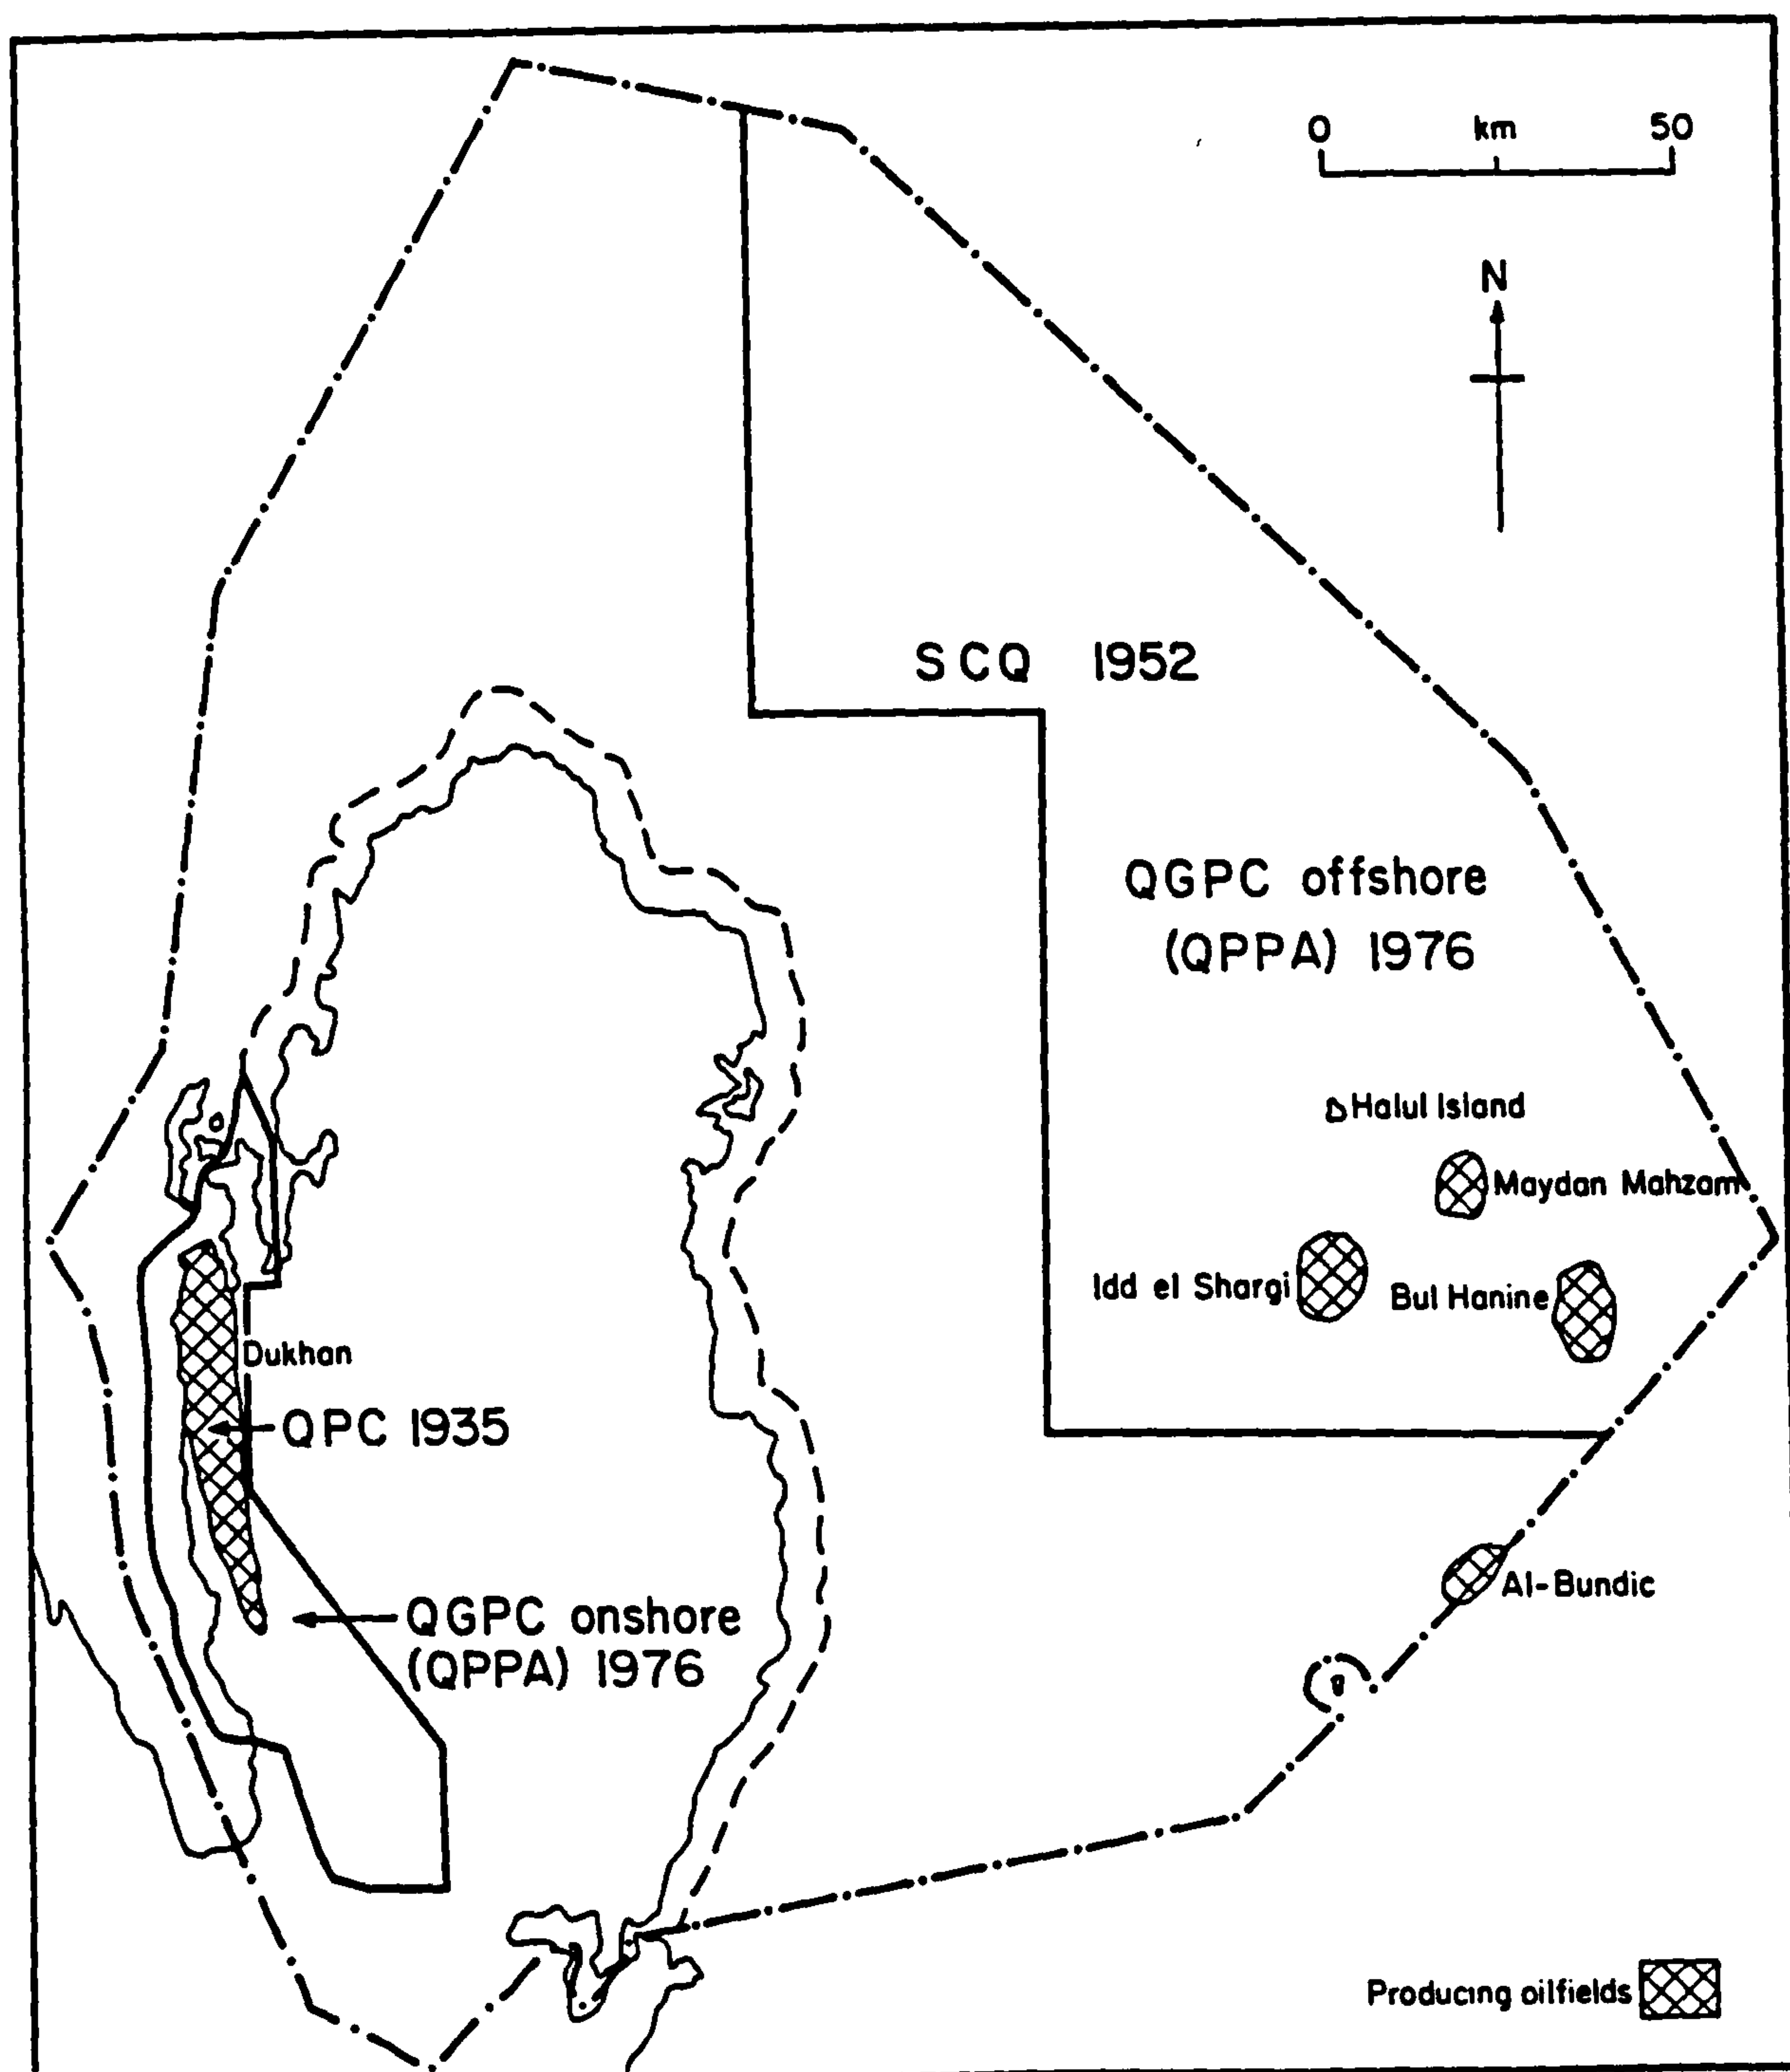 0 km 50
N
SCQ 1952
QGPC offshore
(QPPA) 1976
Halul Island
Maydan Mahzam
Idd el Shargi
Bul Hanine
Dukhan
QPC 1935
Al-Bundic
QGPC onshore
(QPPA) 1976
Producing oilfields